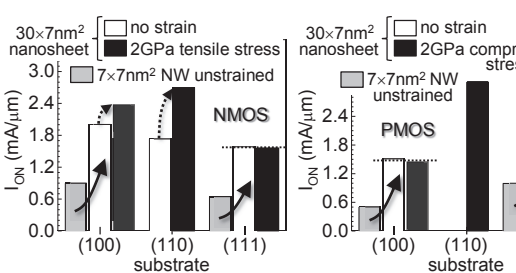 30×7nm²
nanosheet
no strain
2GPa tensile stress
7×7nm² NW unstrained
NMOS
I_ON (mA/μm)
3.0
2.4
1.8
1.2
0.6
0.0
(100) (110) (111)
substrate
30×7nm²
nanosheet
no strain
2GPa compr
stres
7×7nm² NW
unstrained
PMOS
I_ON (mA/μm)
2.4
1.8
1.2
0.6
0.0
(100) (110)
substrate